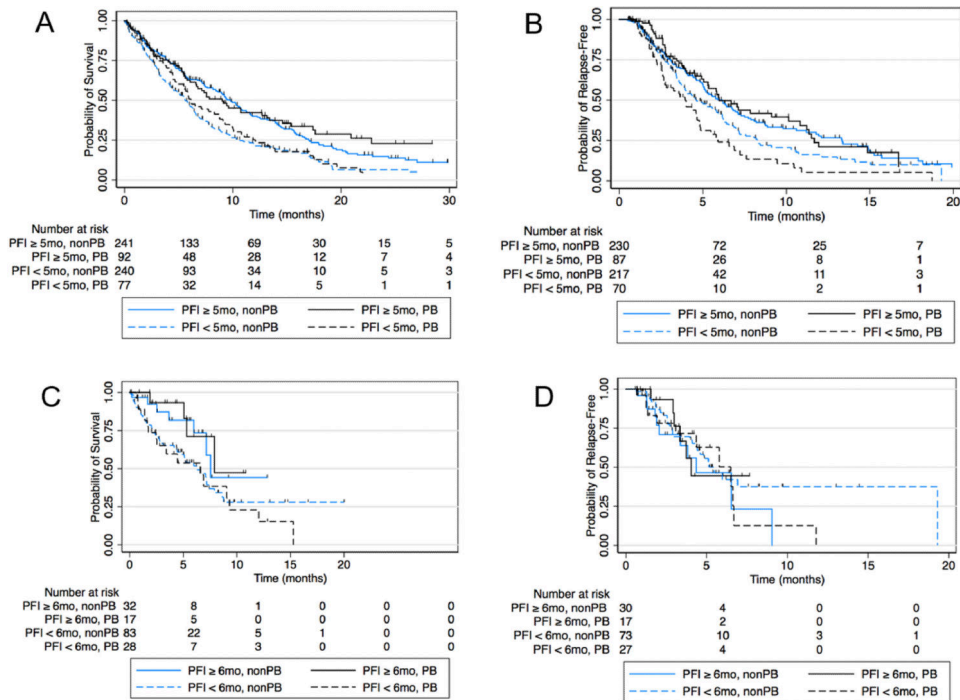 A
Probability of Survival
1.00
0.75
0.50
0.25
0.00
0 10 20 30
Time (months)
Number at risk
PFI ≥ 5mo, nonPB 241 133 69 30 15 5
PFI ≥ 5mo, PB 92 48 28 12 7 4
PFI < 5mo, nonPB 240 93 34 10 5 3
PFI < 5mo, PB 77 32 14 5 1 1
PFI ≥ 5mo, nonPB PFI ≥ 5mo, PB
PFI < 5mo, nonPB PFI < 5mo, PB
B
Probability of Relapse-Free
1.00
0.75
0.50
0.25
0.00
0 5 10 15 20
Time (months)
Number at risk
PFI ≥ 5mo, nonPB 230 72 25 7
PFI ≥ 5mo, PB 87 26 8 1
PFI < 5mo, nonPB 217 42 11 3
PFI < 5mo, PB 70 10 2 1
PFI ≥ 5mo, nonPB PFI ≥ 5mo, PB
PFI < 5mo, nonPB PFI < 5mo, PB
C
Probability of Survival
1.00
0.75
0.50
0.25
0.00
0 5 10 15 20
Time (months)
Number at risk
PFI ≥ 6mo, nonPB 32 8 1 0 0 0
PFI ≥ 6mo, PB 17 5 0 0 0 0
PFI < 6mo, nonPB 83 22 5 1 0 0
PFI < 6mo, PB 28 7 3 0 0 0
PFI ≥ 6mo, nonPB PFI ≥ 6mo, PB
PFI < 6mo, nonPB PFI < 6mo, PB
D
Probability of Relapse-Free
1.00
0.75
0.50
0.25
0.00
0 5 10 15 20
Time (months)
Number at risk
PFI ≥ 6mo, nonPB 30 4 0 0
PFI ≥ 6mo, PB 17 2 0 0
PFI < 6mo, nonPB 73 10 3 1
PFI < 6mo, PB 27 4 0 0
PFI ≥ 6mo, nonPB PFI ≥ 6mo, PB
PFI < 6mo, nonPB PFI < 6mo, PB